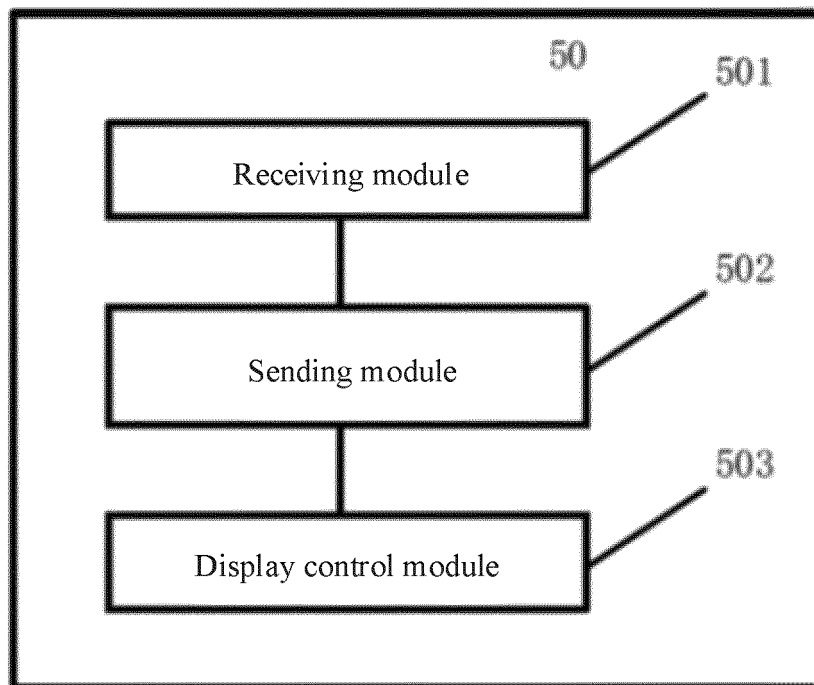 50
501
Receiving module
502
Sending module
503
Display control module